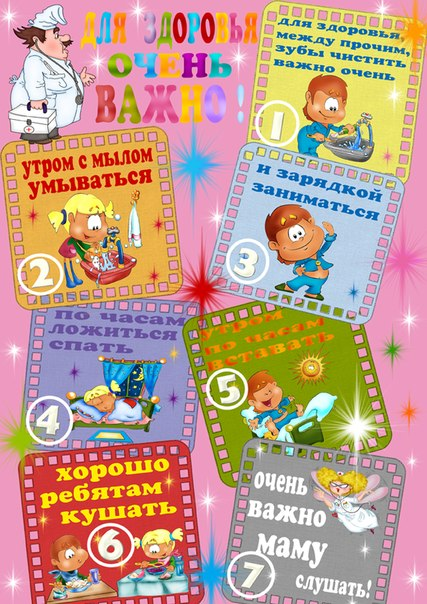 ДЛЯ ЗДОРОВЬЯ
ОЧЕНЬ
ВАЖНО!
для здоровья,
между прочим,
зубы чистить
важно очень
1
утром с мылом
умываться
2
и зарядкой
заниматься
3
по часам
ложиться
спать
4
утром
по часам
вставать
5
хорошо
ребятам
кушать
6
очень
важно
маму
слушать!
7